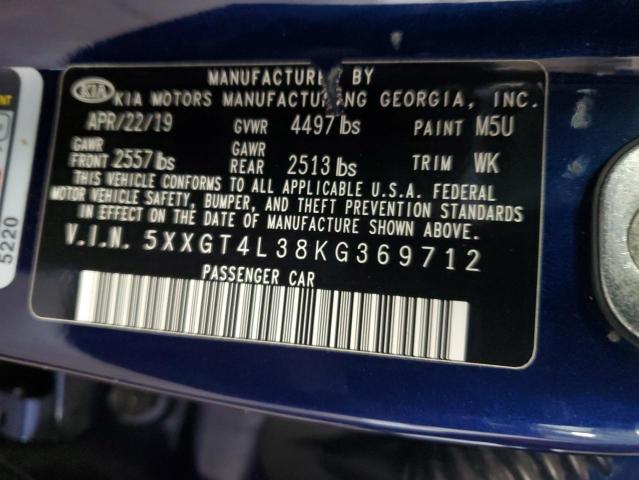 MANUFACTURED BY
KIA KIA MOTORS MANUFACTURING GEORGIA, INC.
APR/22/19 GVWR 4497 lbs PAINT M5U
GAWR FRONT 2557 lbs GAWR REAR 2513 lbs TRIM WK
THIS VEHICLE CONFORMS TO ALL APPLICABLE U.S.A. FEDERAL
MOTOR VEHICLE SAFETY, BUMPER, AND THEFT PREVENTION STANDARDS
IN EFFECT ON THE DATE OF MANUFACTURE SHOWN ABOVE.
V.I.N. 5XXGT4L38KG369712
PASSENGER CAR
5220